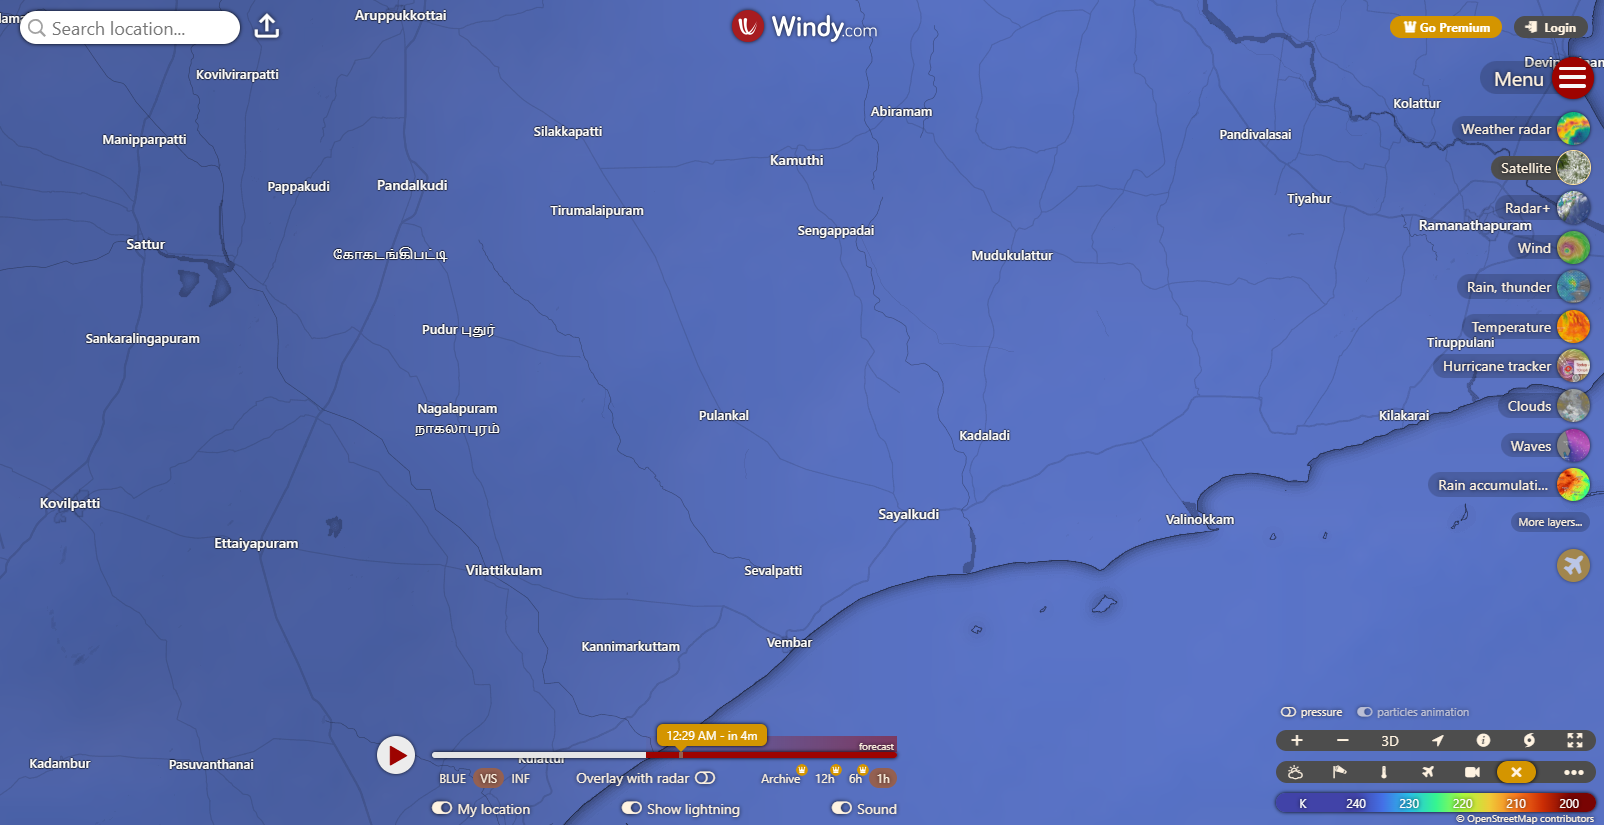 Search location...
Windy.com
Go Premium
Login
Menu
Weather radar
Satellite
Radar+
Wind
Rain, thunder
Temperature
Hurricane tracker
Clouds
Waves
Rain accumulati...
More layers...
Aruppukkottai
Kovilvirarpatti
Manipparpatti
Silakkapatti
Abiramam
Kolattur
Pandivalasai
Kamuthi
Pappakudi
Pandalkudi
Tirumalaipuram
Tiyahur
Sengappadai
Ramanathapuram
Sattur
கோகடங்கிபட்டி
Mudukulattur
Sankaralingapuram
Pudur புதூர்
Tiruppulani
Nagalapuram
நாகலாபுரம்
Pulankal
Kadaladi
Kilakarai
Kovilpatti
Ettaiyapuram
Sayalkudi
Valinokkam
Vilattikulam
Sevalpatti
Kannimarkuttam
Vembar
Kadambur
Pasuvanthanai
Kulattur
12:29 AM - in 4m
forecast
BLUE VIS INF
Overlay with radar
Archive 12h 6h 1h
My location
Show lightning
Sound
pressure
particles animation
3D
K 240 230 220 210 200
© OpenStreetMap contributors